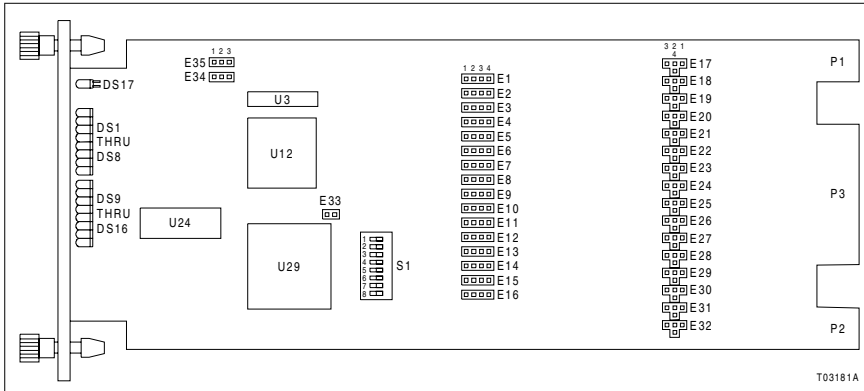 1 2 3
E35
E34
DS17
DS1
THRU
DS8
DS9
THRU
DS16
U3
U12
U24
E33
U29
1
2
3
4
5
6
7
8
S1
1 2 3 4
E1
E2
E3
E4
E5
E6
E7
E8
E9
E10
E11
E12
E13
E14
E15
E16
3 2 1
4
E17
E18
E19
E20
E21
E22
E23
E24
E25
E26
E27
E28
E29
E30
E31
E32
P1
P3
P2
T03181A